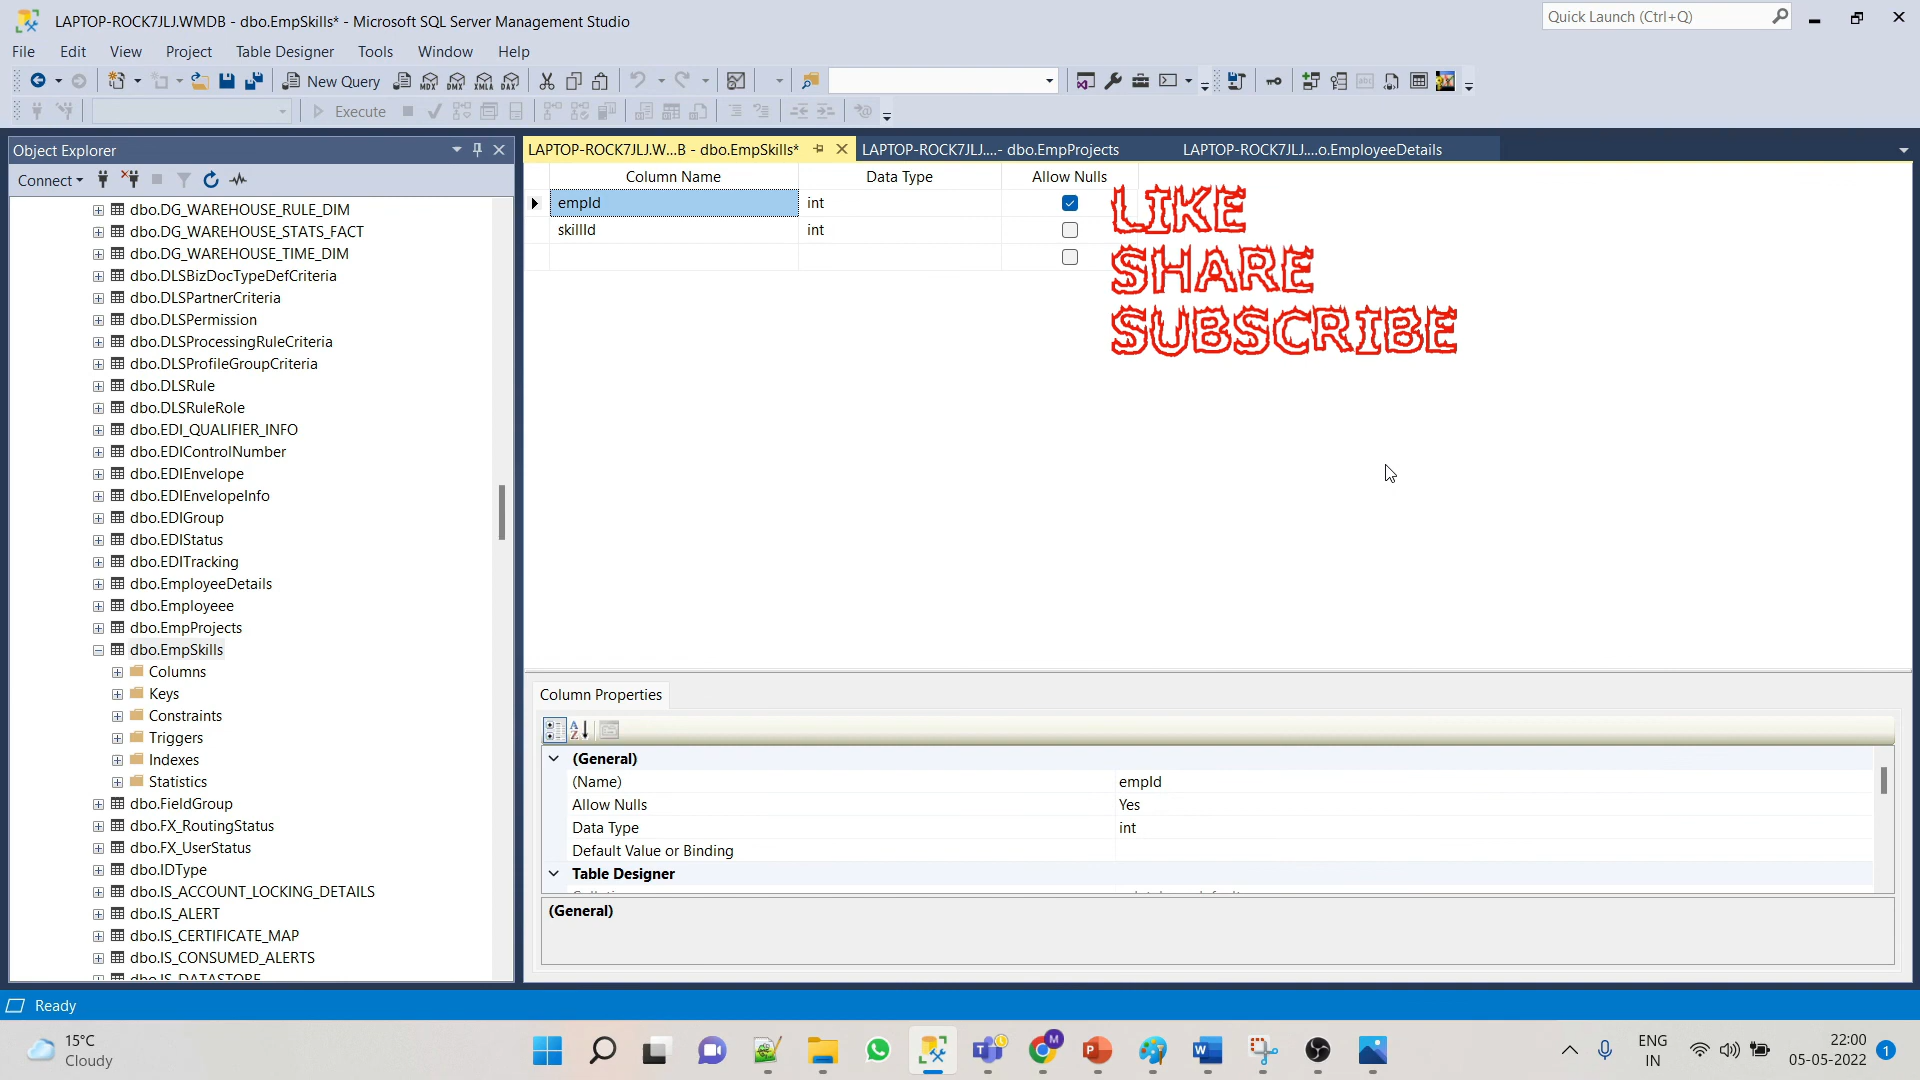 LAPTOP-ROCK7JLJ.WMDB - dbo.EmpSkills* - Microsoft SQL Server Management Studio
Quick Launch (Ctrl+Q)
File Edit View Project Table Designer Tools Window Help
New Query MDX DMX XMLA DAX
Execute
Object Explorer
Connect
dbo.DG_WAREHOUSE_RULE_DIM
dbo.DG_WAREHOUSE_STATS_FACT
dbo.DG_WAREHOUSE_TIME_DIM
dbo.DLSBizDocTypeDefCriteria
dbo.DLSPartnerCriteria
dbo.DLSPermission
dbo.DLSProcessingRuleCriteria
dbo.DLSProfileGroupCriteria
dbo.DLSRule
dbo.DLSRuleRole
dbo.EDI_QUALIFIER_INFO
dbo.EDIControlNumber
dbo.EDIEnvelope
dbo.EDIEnvelopeInfo
dbo.EDIGroup
dbo.EDIStatus
dbo.EDITracking
dbo.EmployeeDetails
dbo.Employeee
dbo.EmpProjects
dbo.EmpSkills
Columns
Keys
Constraints
Triggers
Indexes
Statistics
dbo.FieldGroup
dbo.FX_RoutingStatus
dbo.FX_UserStatus
dbo.IDType
dbo.IS_ACCOUNT_LOCKING_DETAILS
dbo.IS_ALERT
dbo.IS_CERTIFICATE_MAP
dbo.IS_CONSUMED_ALERTS
dbo.IS_DATASTORE
LAPTOP-ROCK7JLJ.W...B - dbo.EmpSkills* LAPTOP-ROCK7JLJ....- dbo.EmpProjects LAPTOP-ROCK7JLJ....o.EmployeeDetails
Column Name Data Type Allow Nulls
empId int
skillId int
LIKE
SHARE
SUBSCRIBE
Column Properties
(General)
(Name) empId
Allow Nulls Yes
Data Type int
Default Value or Binding
Table Designer
(General)
Ready
15°C
Cloudy
ENG
IN
22:00
05-05-2022
1